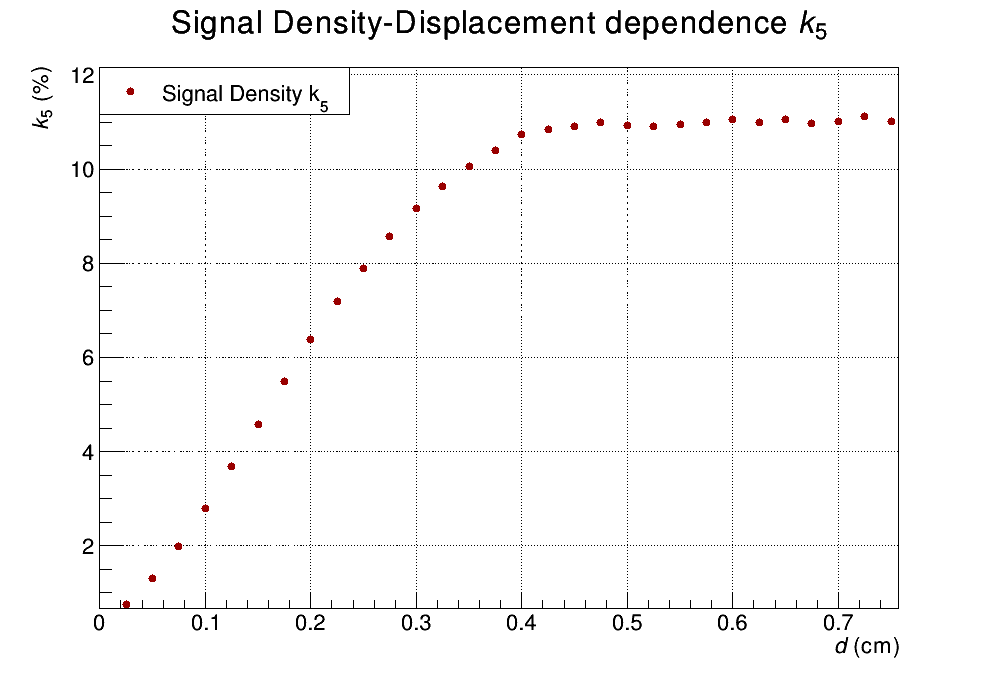 Signal Density-Displacement dependence k₅
k₅ (%)
Signal Density k₅
12
10
8
6
4
2
0 0.1 0.2 0.3 0.4 0.5 0.6 0.7
d (cm)